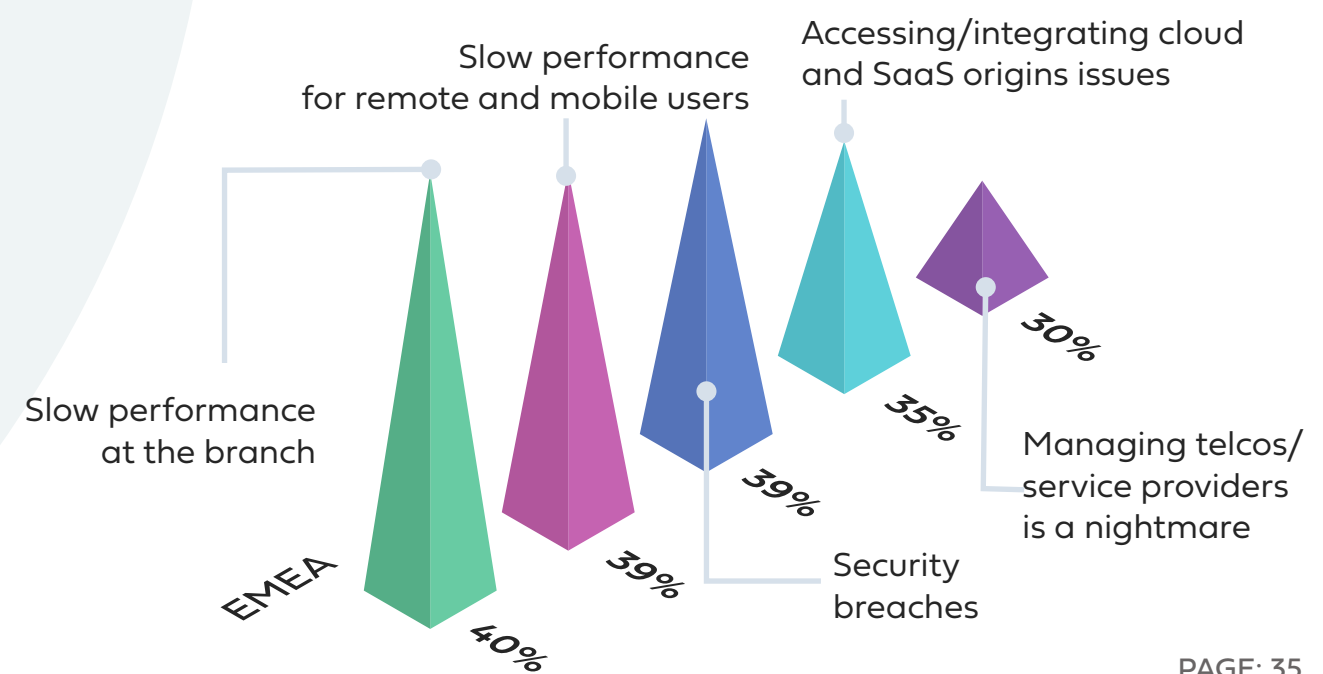 Accessing/integrating cloud
and SaaS origins issues
Slow performance
for remote and mobile users
Slow performance
at the branch
Managing telcos/
service providers
is a nightmare
Security
breaches
EMEA
40%
39%
39%
35%
30%
PAGE: 35